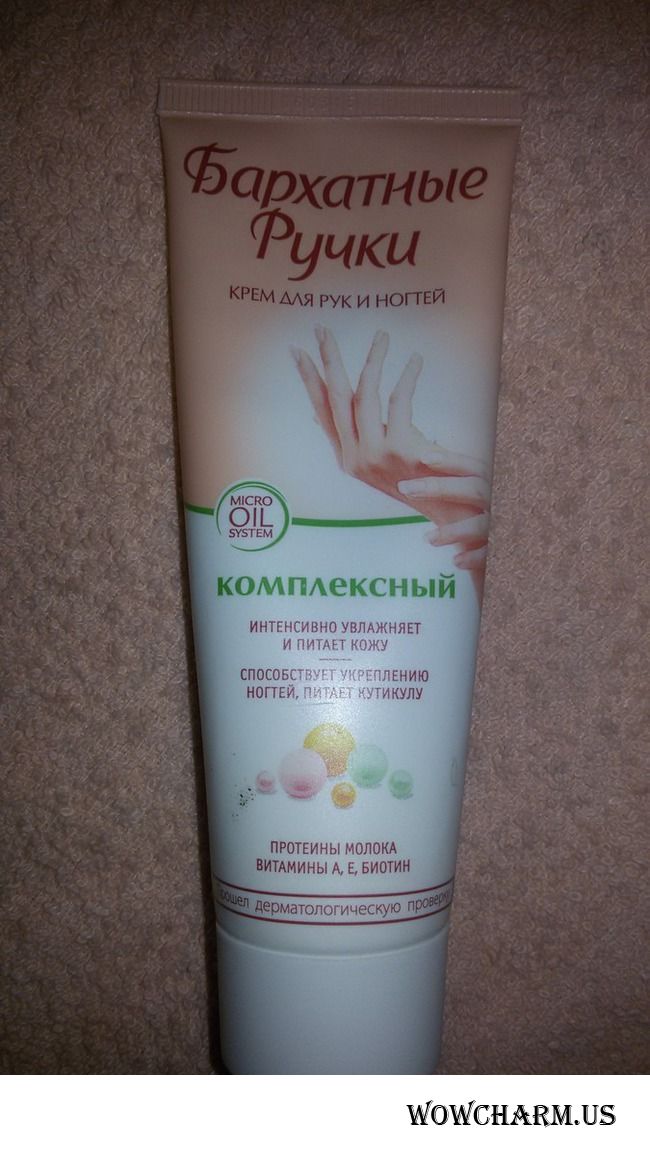 Бархатные
Ручки
КРЕМ ДЛЯ РУК И НОГТЕЙ
MICRO
OIL
SYSTEM
КОМПЛЕКСНЫЙ
ИНТЕНСИВНО УВЛАЖНЯЕТ
И ПИТАЕТ КОЖУ
СПОСОБСТВУЕТ УКРЕПЛЕНИЮ
НОГТЕЙ, ПИТАЕТ КУТИКУЛУ
ПРОТЕИНЫ МОЛОКА
ВИТАМИНЫ А, Е, БИОТИН
Прошел дерматологическую проверку
WOWCHARM.US